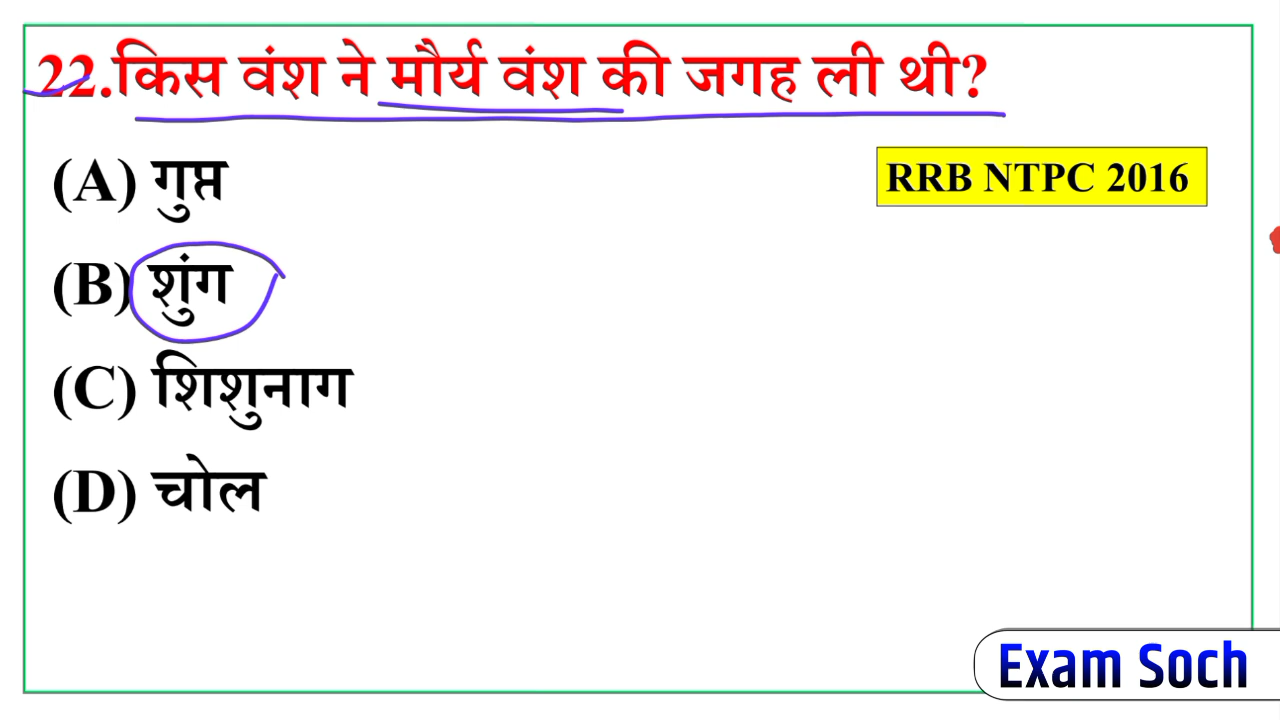 22.किस वंश ने मौर्य वंश की जगह ली थी?
(A) गुप्त
RRB NTPC 2016
(B) शुंग
(C) शिशुनाग
(D) चोल
Exam Soch